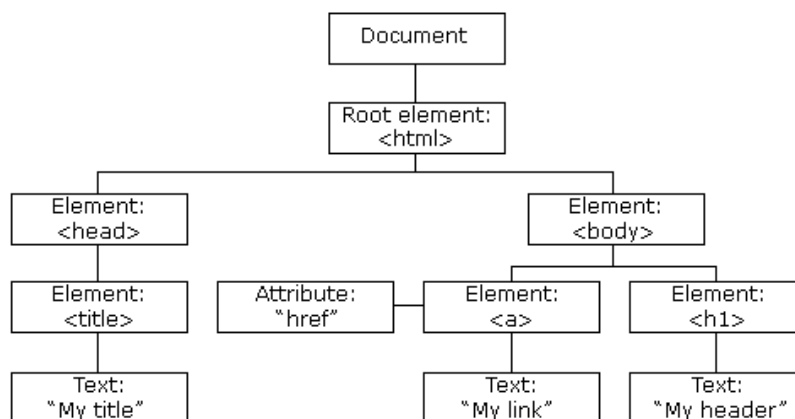 Document
Root element:
<html>
Element:
<head>
Element:
<body>
Element:
<title>
Attribute:
“href”
Element:
<a>
Element:
<h1>
Text:
“My title”
Text:
“My link”
Text:
“My header”